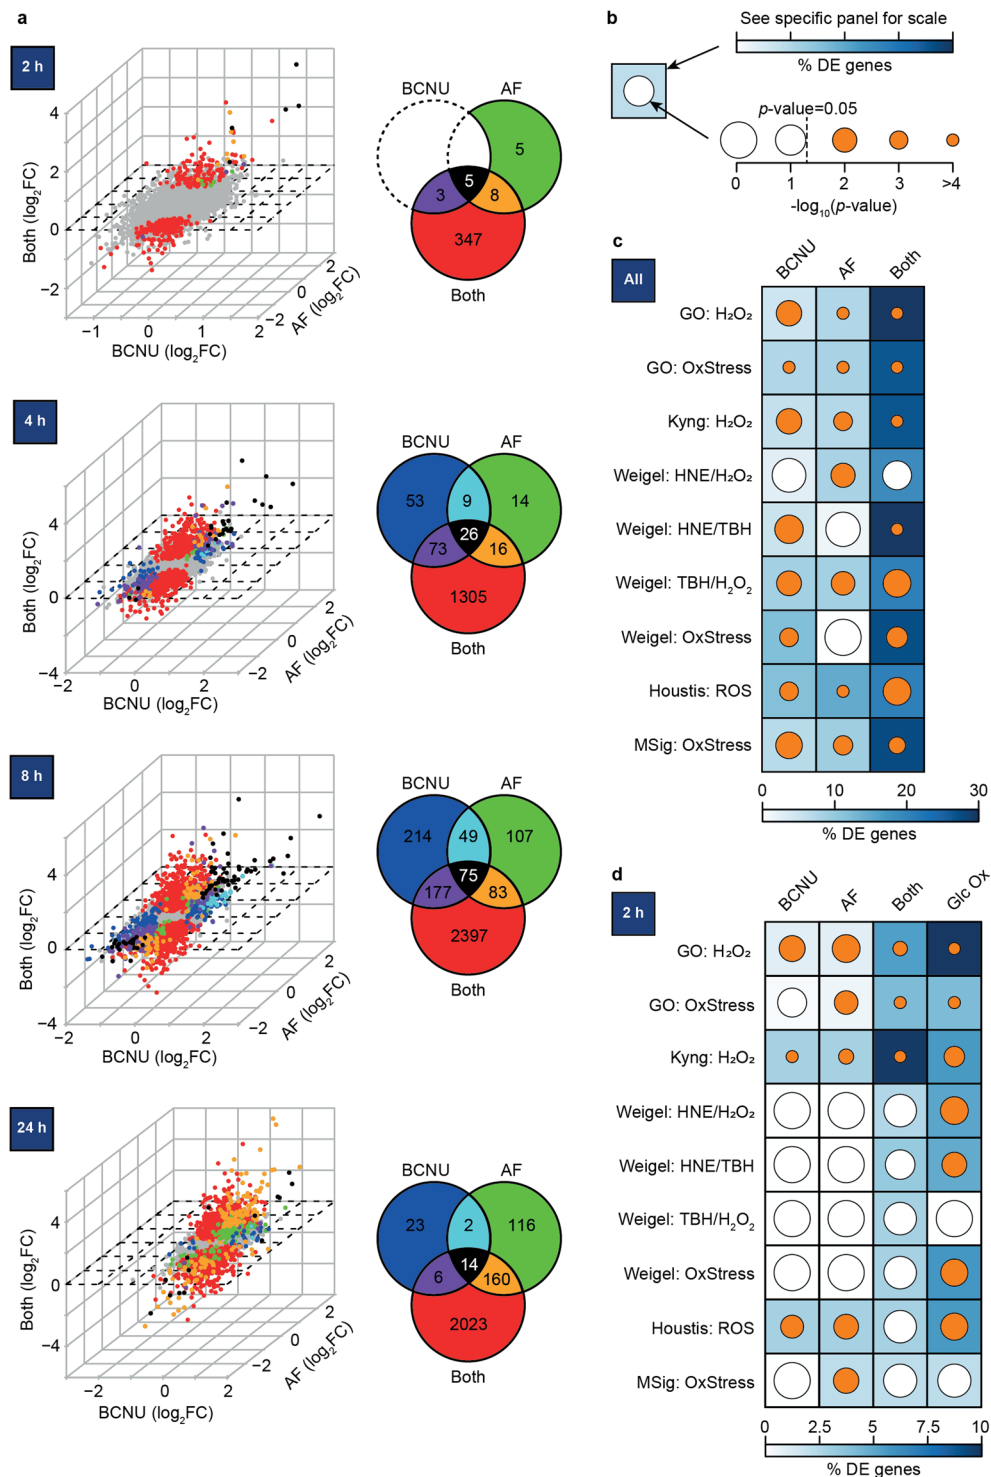 a
2 h
Both (log2FC)
4
2
0
−2
−1
0
1
2
BCNU (log2FC)
−2
0
2
AF (log2FC)
BCNU
AF
5
5
3
8
347
Both
4 h
Both (log2FC)
4
0
−4
−2
0
2
BCNU (log2FC)
−2
0
2
AF (log2FC)
BCNU
AF
53
9
14
26
73
16
1305
Both
8 h
Both (log2FC)
4
0
−4
−2
0
2
BCNU (log2FC)
−2
0
2
AF (log2FC)
BCNU
AF
214
49
107
75
177
83
2397
Both
24 h
Both (log2FC)
4
0
−4
−2
0
2
BCNU (log2FC)
−2
0
2
AF (log2FC)
BCNU
AF
23
2
116
14
6
160
2023
Both
b
See specific panel for scale
% DE genes
p-value=0.05
0 1 2 3 >4
-log10(p-value)
c
All
BCNU AF Both
GO: H₂O₂
GO: OxStress
Kyng: H₂O₂
Weigel: HNE/H₂O₂
Weigel: HNE/TBH
Weigel: TBH/H₂O₂
Weigel: OxStress
Houstis: ROS
MSig: OxStress
0 10 20 30
% DE genes
d
2 h
BCNU AF Both Glc Ox
GO: H₂O₂
GO: OxStress
Kyng: H₂O₂
Weigel: HNE/H₂O₂
Weigel: HNE/TBH
Weigel: TBH/H₂O₂
Weigel: OxStress
Houstis: ROS
MSig: OxStress
0 2.5 5 7.5 10
% DE genes